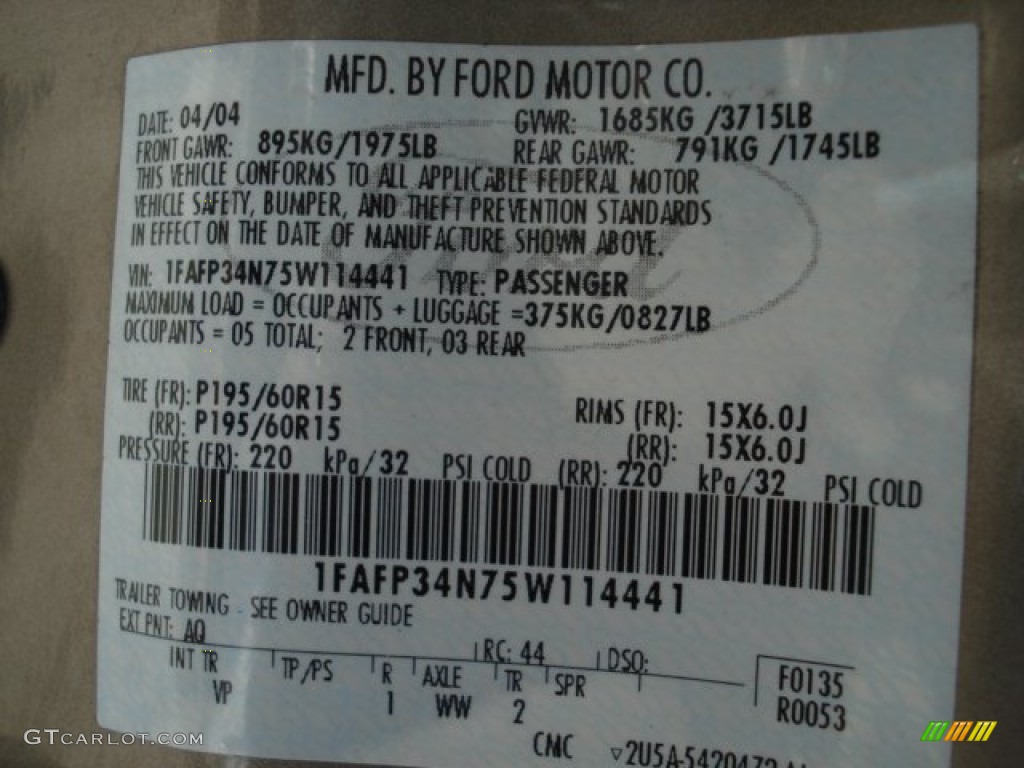 MFD. BY FORD MOTOR CO.
DATE: 04/04 GVWR: 1685KG /3715LB
FRONT GAWR: 895KG/1975LB REAR GAWR: 791KG /1745LB
THIS VEHICLE CONFORMS TO ALL APPLICABLE FEDERAL MOTOR
VEHICLE SAFETY, BUMPER, AND THEFT PREVENTION STANDARDS
IN EFFECT ON THE DATE OF MANUFACTURE SHOWN ABOVE.
VIN: 1FAFP34N75W114441 TYPE: PASSENGER
MAXIMUM LOAD = OCCUPANTS + LUGGAGE =375KG/0827LB
OCCUPANTS = 05 TOTAL; 2 FRONT, 03 REAR
TIRE (FR): P195/60R15 RIMS (FR): 15X6.0J
(RR): P195/60R15 (RR): 15X6.0J
PRESSURE (FR): 220 kPa/32 PSI COLD (RR): 220 kPa/32 PSI COLD
1FAFP34N75W114441
TRAILER TOWING - SEE OWNER GUIDE
EXT PNT: AQ RC: 44 DSO:
INT TR TP/PS R AXLE TR SPR F0135
VP 1 WW 2 R0053
CMC ▽2U5A-5420472
GTCARLOT.COM